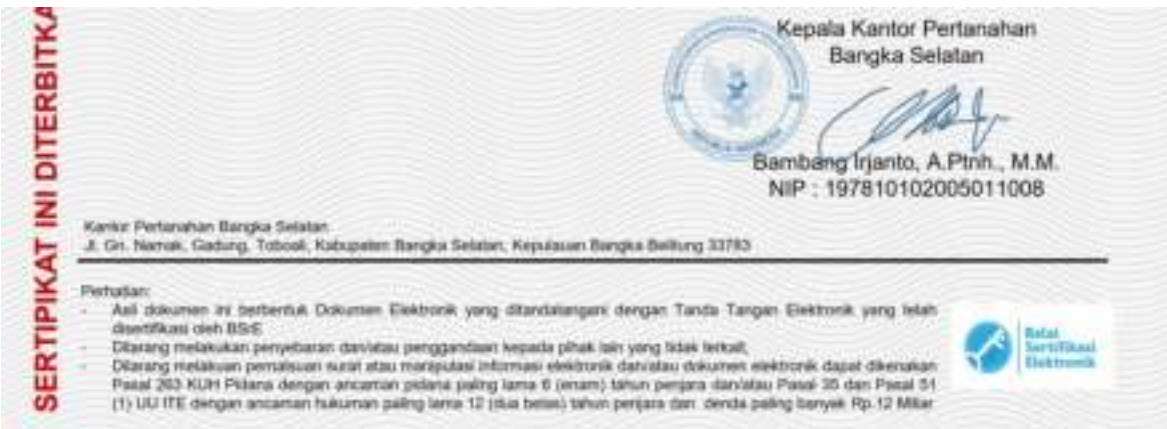 SERTIPIKAT INI DITERBITKA
Kepala Kantor Pertanahan
Bangka Selatan
Bambang Irjanto, A.Ptnh., M.M.
NIP : 197810102005011008
Kantor Pertanahan Bangka Selatan
Jl. Gn. Namak, Gadung, Toboali, Kabupaten Bangka Selatan, Kepulauan Bangka Belitung 33783
Perhatian:
- Asli dokumen ini berbentuk Dokumen Elektronik yang ditandatangani dengan Tanda Tangan Elektronik yang telah
disertifikasi oleh BSrE
- Dilarang melakukan penyebaran dan/atau penggandaan kepada pihak lain yang tidak terkait;
- Dilarang melakuan pemalsuan surat atau manipulasi informasi elektronik dan/atau dokumen elektronik dapat dikenakan
Pasal 263 KUH Pidana dengan ancaman pidana paling lama 6 (enam) tahun penjara dan/atau Pasal 35 dan Pasal 51
(1) UU ITE dengan ancaman hukuman paling lama 12 (dua belas) tahun penjara dan denda paling banyak Rp.12 Miliar
Balai
Sertifikasi
Elektronik